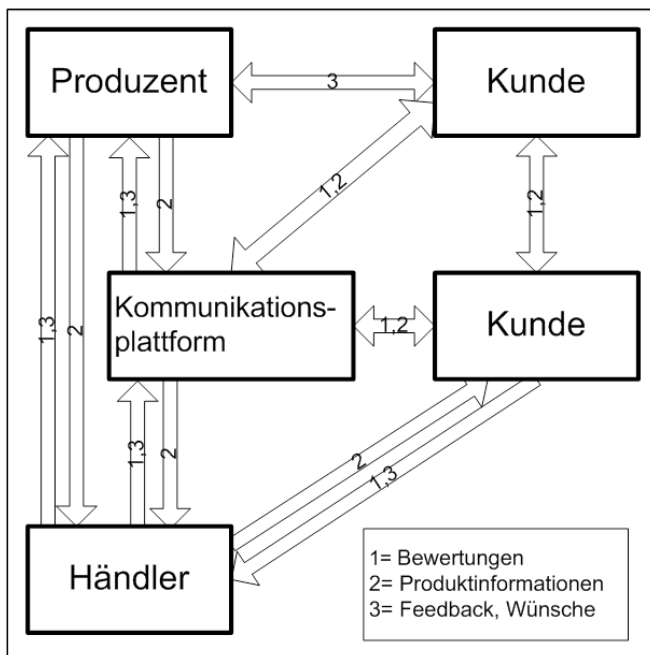 Produzent
3
Kunde
1,2
1,3
2
1,2
1,3
2
Kommunikations-
plattform
1,2
Kunde
1,3
2
2
1,3
Händler
1= Bewertungen
2= Produktinformationen
3= Feedback, Wünsche